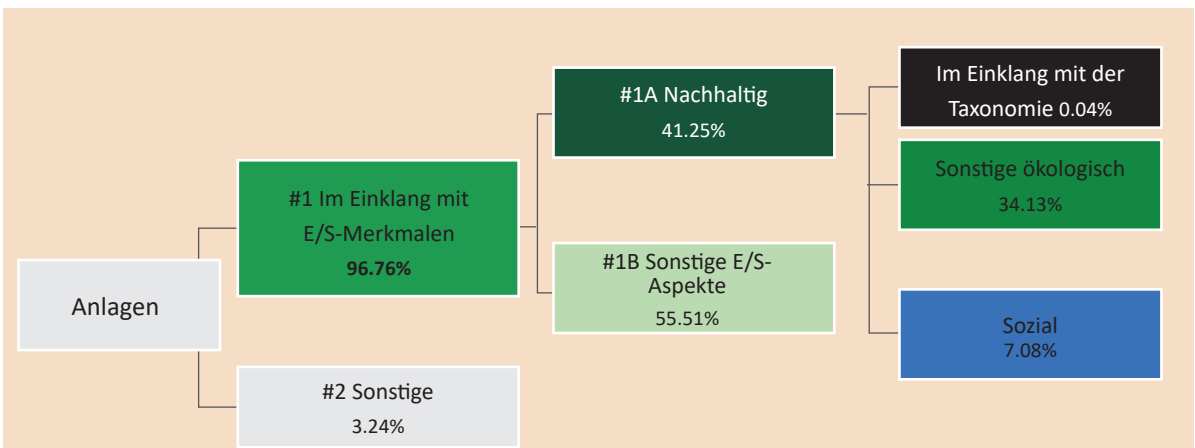 Anlagen
#1 Im Einklang mit
E/S-Merkmalen
96.76%
#2 Sonstige
3.24%
#1A Nachhaltig
41.25%
#1B Sonstige E/S-
Aspekte
55.51%
Im Einklang mit der
Taxonomie 0.04%
Sonstige ökologisch
34.13%
Sozial
7.08%